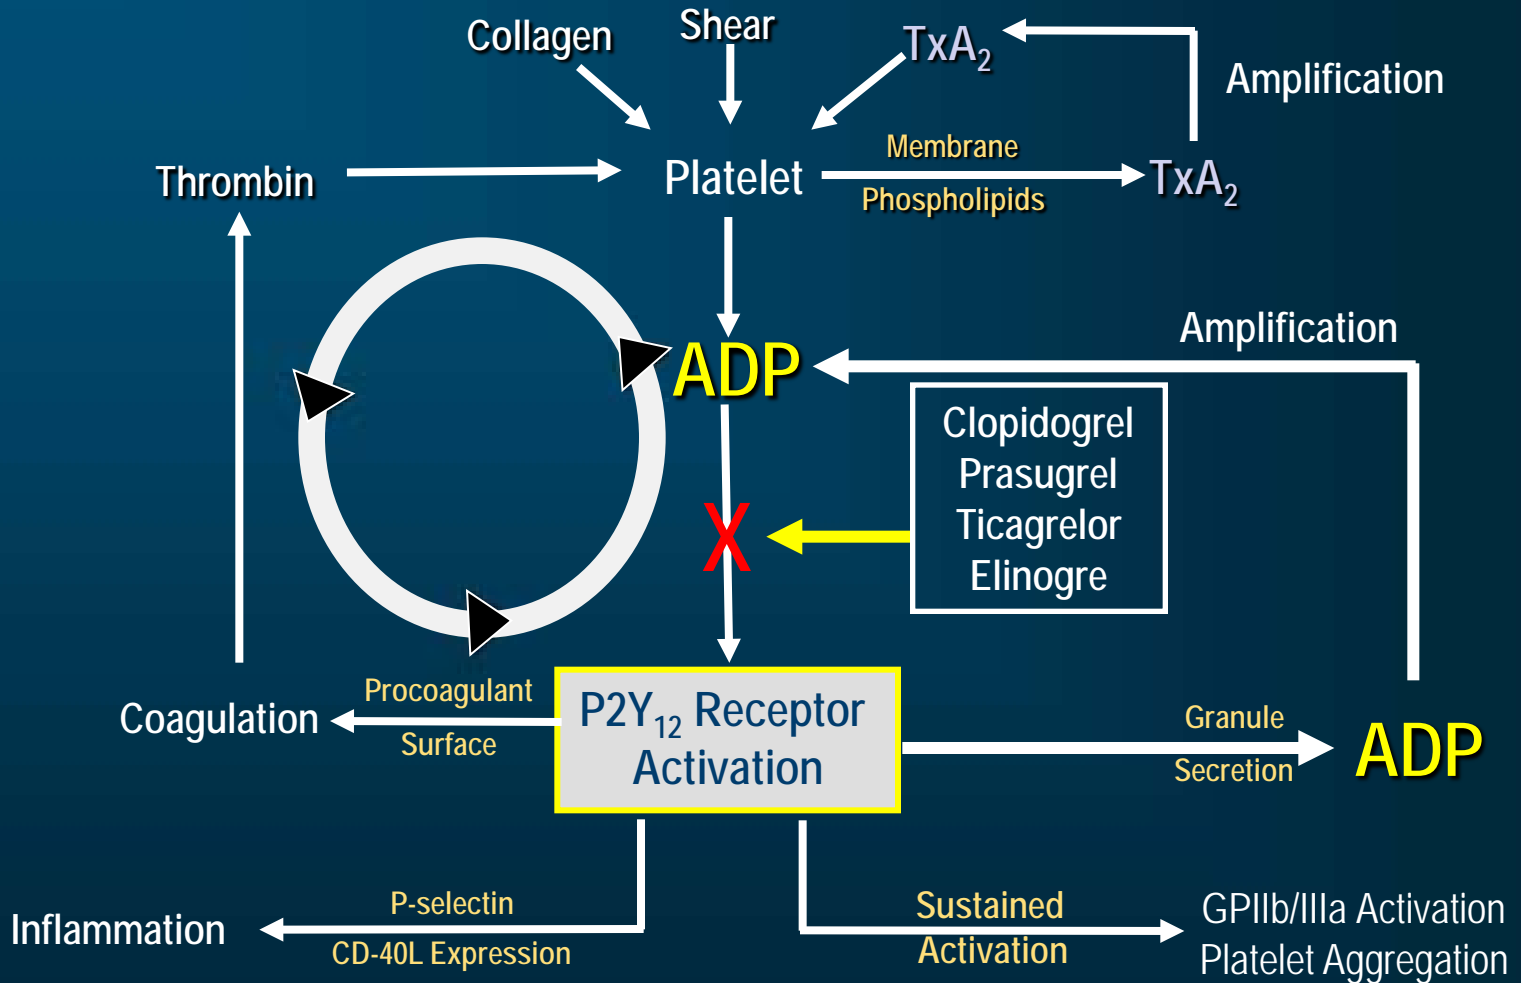 Collagen
Shear
TxA₂
Amplification
Thrombin
Platelet
Membrane
Phospholipids
TxA₂
Amplification
ADP
Clopidogrel
Prasugrel
Ticagrelor
Elinogre
X
Coagulation
Procoagulant
Surface
P2Y₁₂ Receptor
Activation
Granule
Secretion
ADP
Inflammation
P-selectin
CD-40L Expression
Sustained
Activation
GPIIb/IIIa Activation
Platelet Aggregation